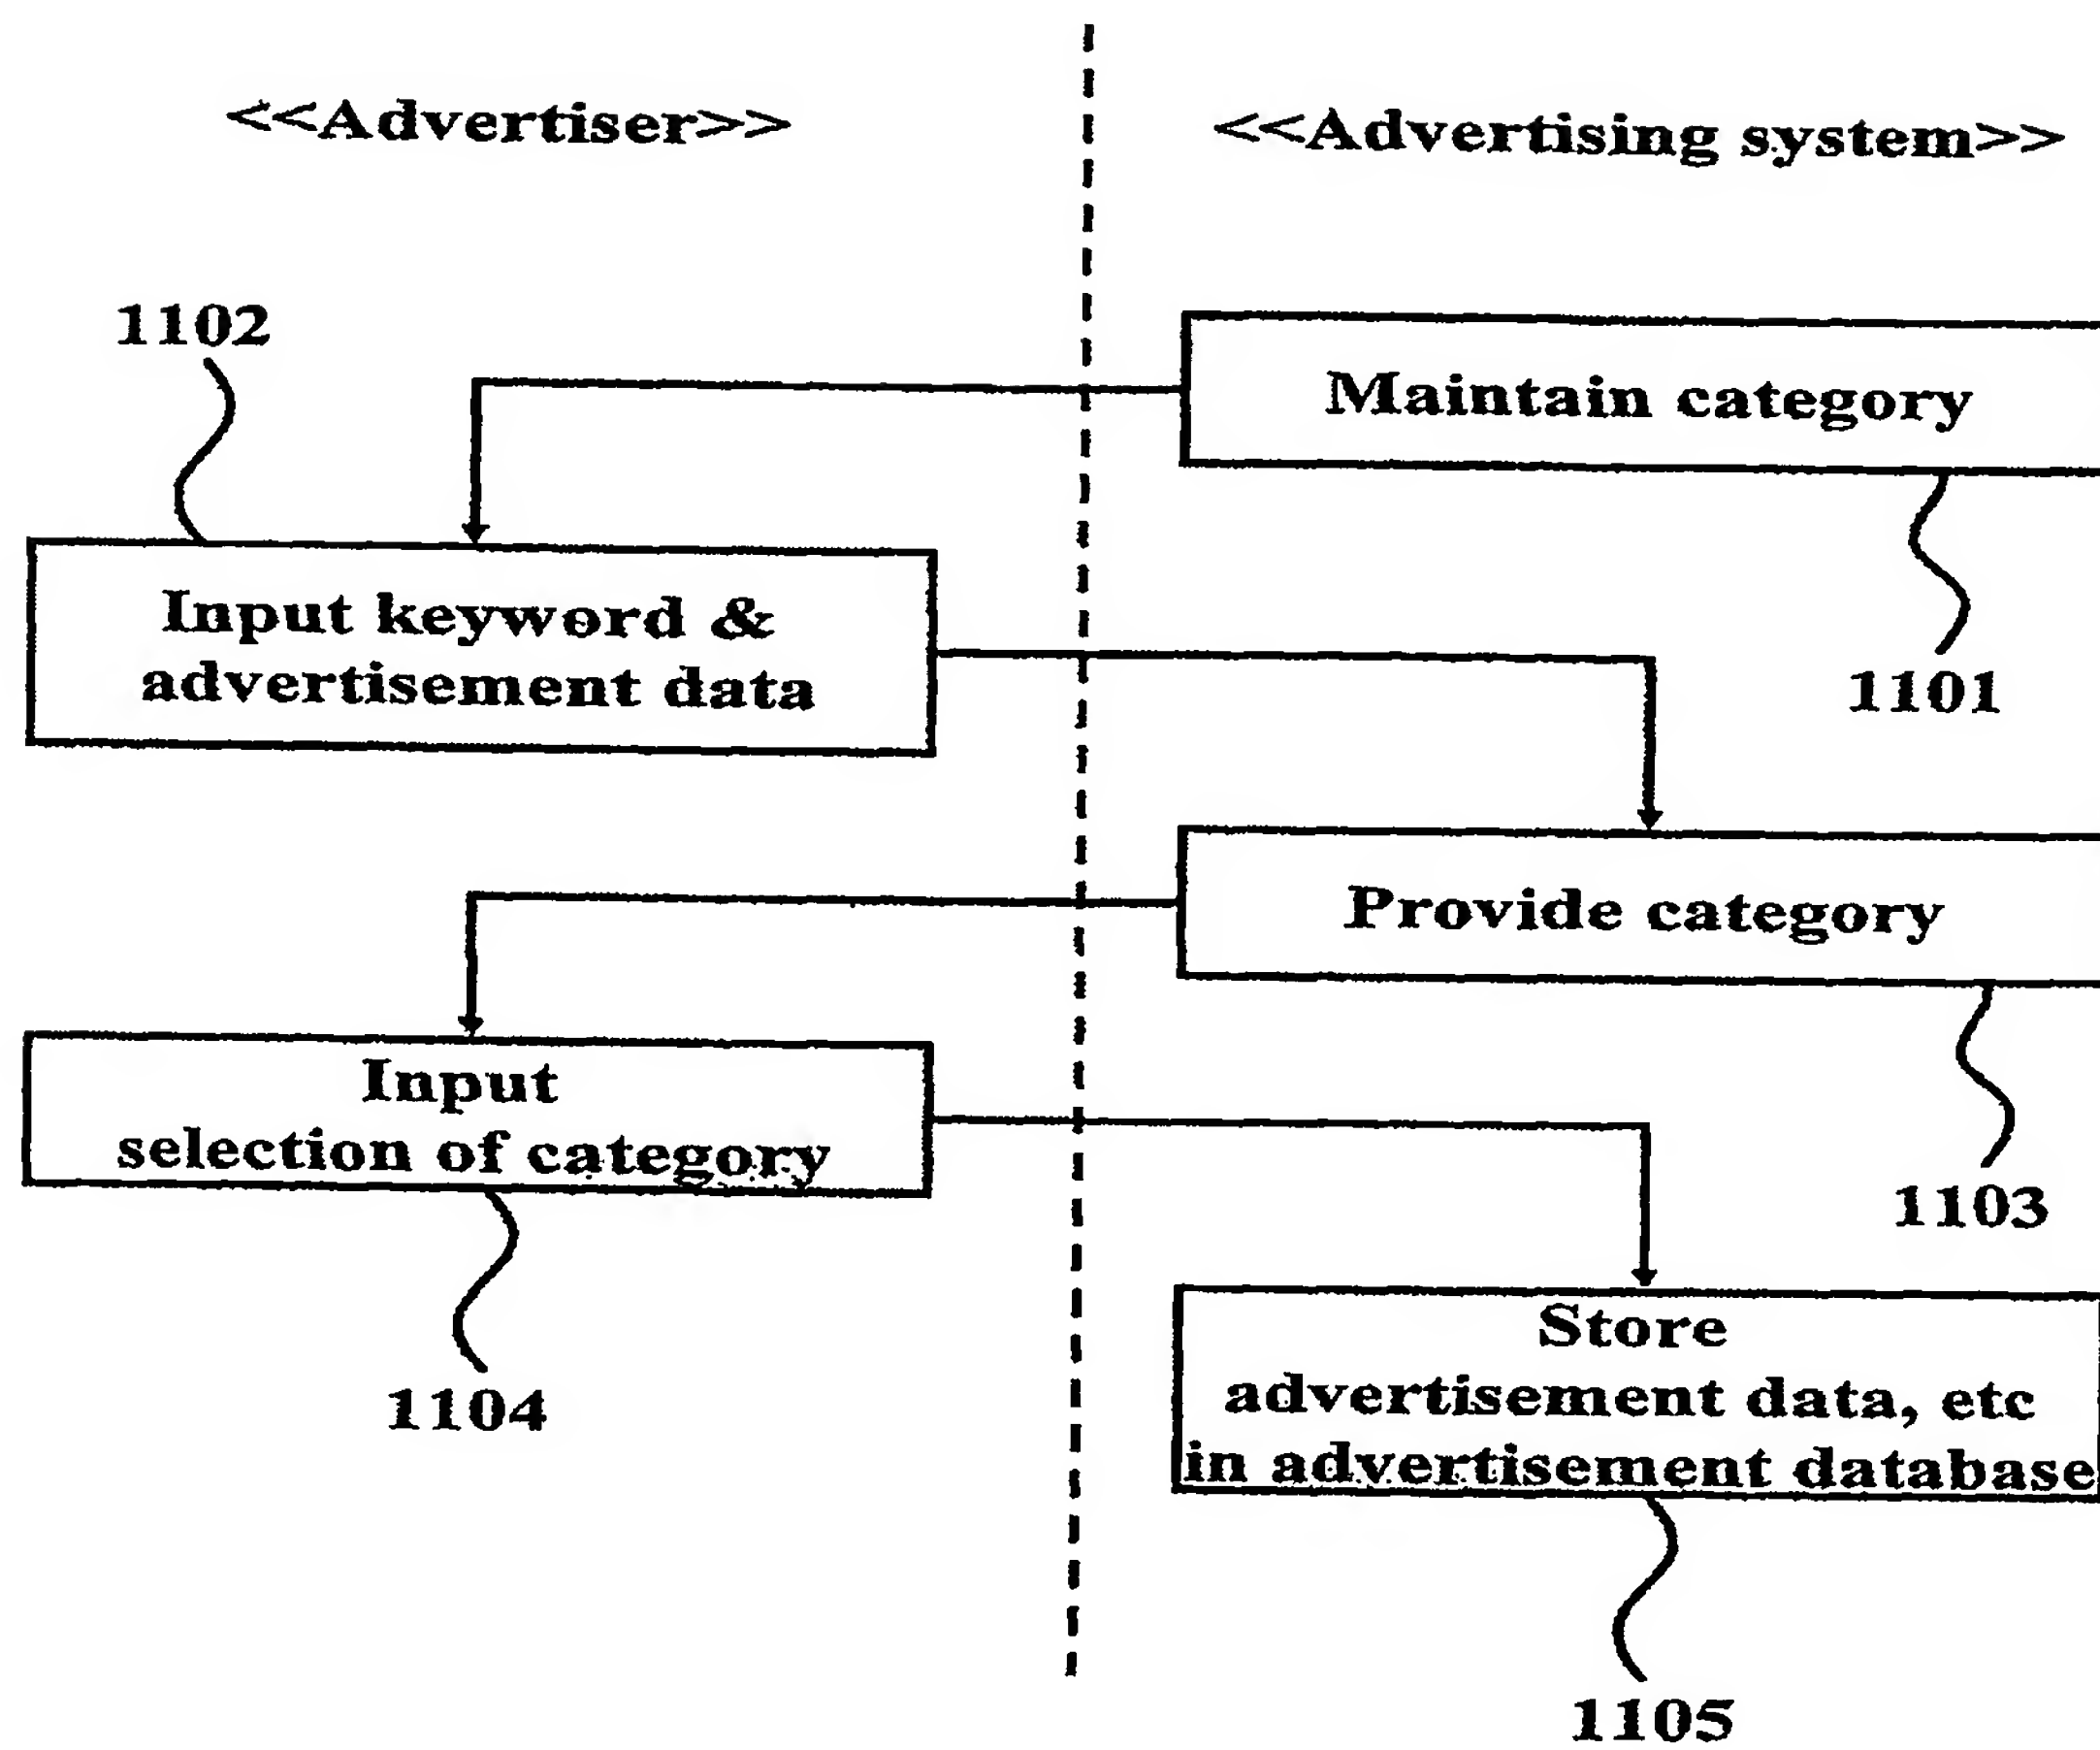 <<Advertiser>>
<<Advertising system>>
1102
Maintain category
1101
Input keyword &
advertisement data
Provide category
1103
Input
selection of category
1104
Store
advertisement data, etc
in advertisement database
1105